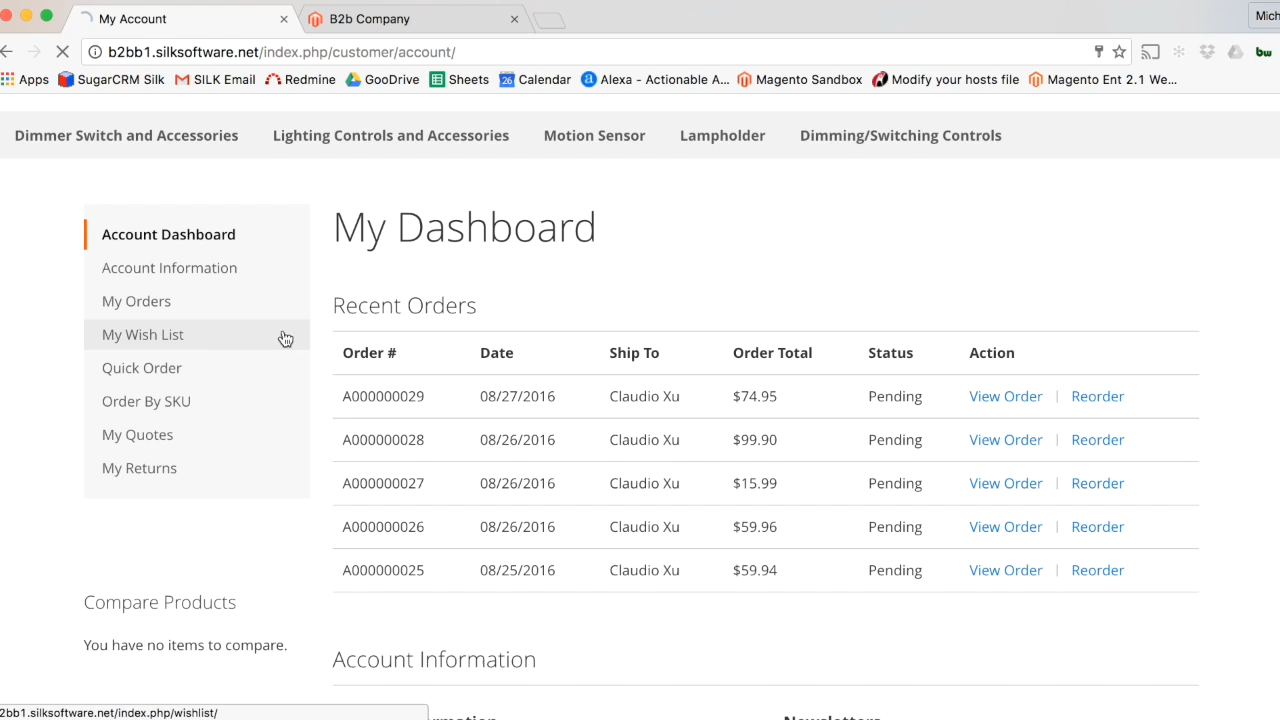 My Account
B2b Company
Mich
b2bb1.silksoftware.net/index.php/customer/account/
Apps SugarCRM Silk SILK Email Redmine GooDrive Sheets 26 Calendar Alexa - Actionable A... Magento Sandbox Modify your hosts file Magento Ent 2.1 We...
bw
Dimmer Switch and Accessories Lighting Controls and Accessories Motion Sensor Lampholder Dimming/Switching Controls
Account Dashboard
Account Information
My Orders
My Wish List
Quick Order
Order By SKU
My Quotes
My Returns
Compare Products
You have no items to compare.
My Dashboard
Recent Orders
Order # Date Ship To Order Total Status Action
A000000029 08/27/2016 Claudio Xu $74.95 Pending View Order | Reorder
A000000028 08/26/2016 Claudio Xu $99.90 Pending View Order | Reorder
A000000027 08/26/2016 Claudio Xu $15.99 Pending View Order | Reorder
A000000026 08/26/2016 Claudio Xu $59.96 Pending View Order | Reorder
A000000025 08/25/2016 Claudio Xu $59.94 Pending View Order | Reorder
Account Information
2bb1.silksoftware.net/index.php/wishlist/